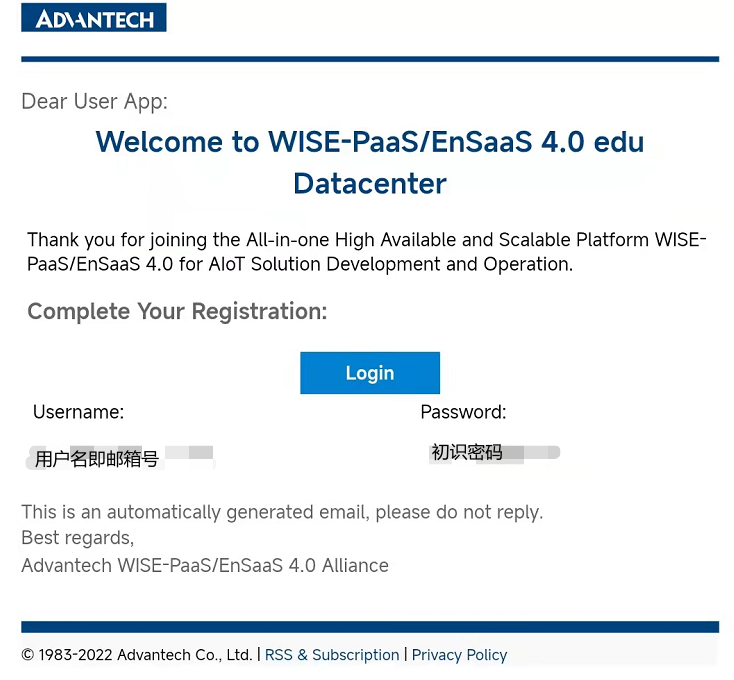 ADVANTECH
Dear User App:
Welcome to WISE-PaaS/EnSaaS 4.0 edu
Datacenter
Thank you for joining the All-in-one High Available and Scalable Platform WISE-
PaaS/EnSaaS 4.0 for AIoT Solution Development and Operation.
Complete Your Registration:
Login
Username: Password:
用户名即邮箱号 初识密码
This is an automatically generated email, please do not reply.
Best regards,
Advantech WISE-PaaS/EnSaaS 4.0 Alliance
© 1983-2022 Advantech Co., Ltd. | RSS & Subscription | Privacy Policy